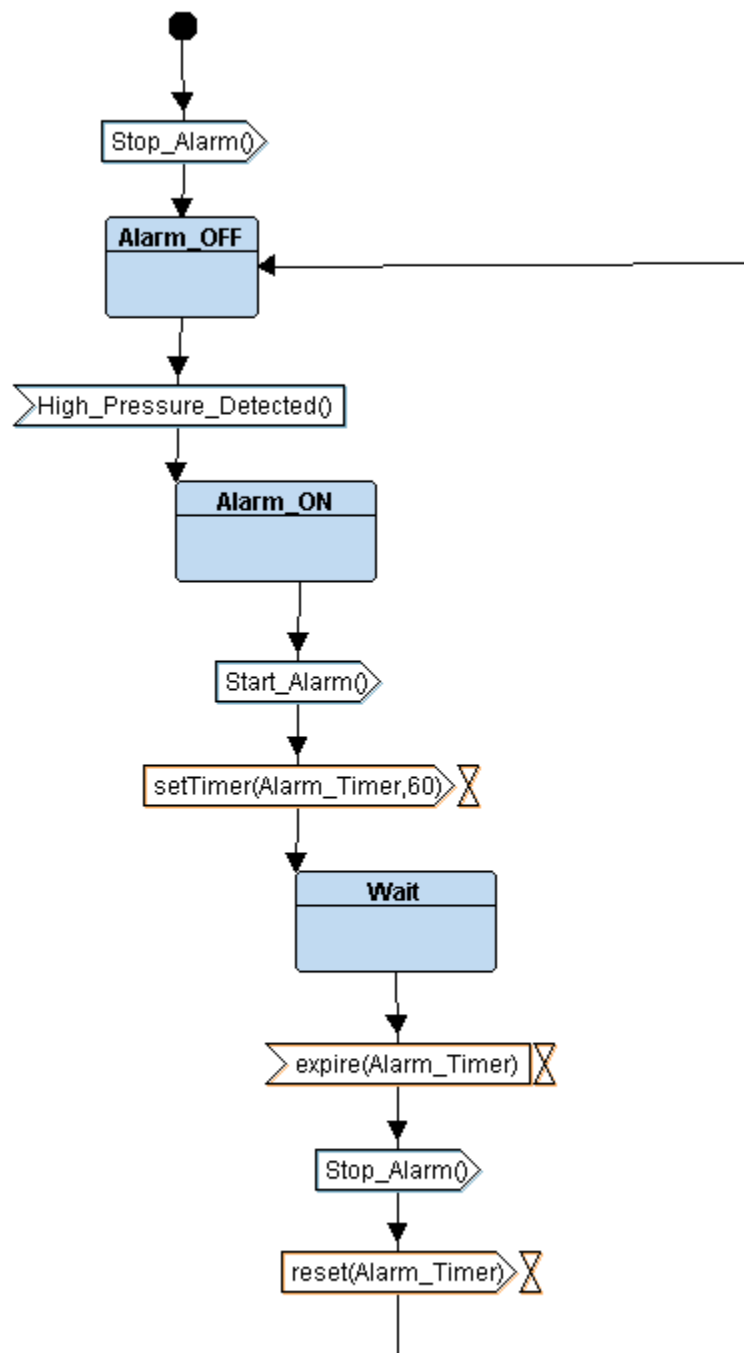 Stop_Alarm()
Alarm_OFF
High_Pressure_Detected()
Alarm_ON
Start_Alarm()
setTimer(Alarm_Timer,60)
Wait
expire(Alarm_Timer)
Stop_Alarm()
reset(Alarm_Timer)